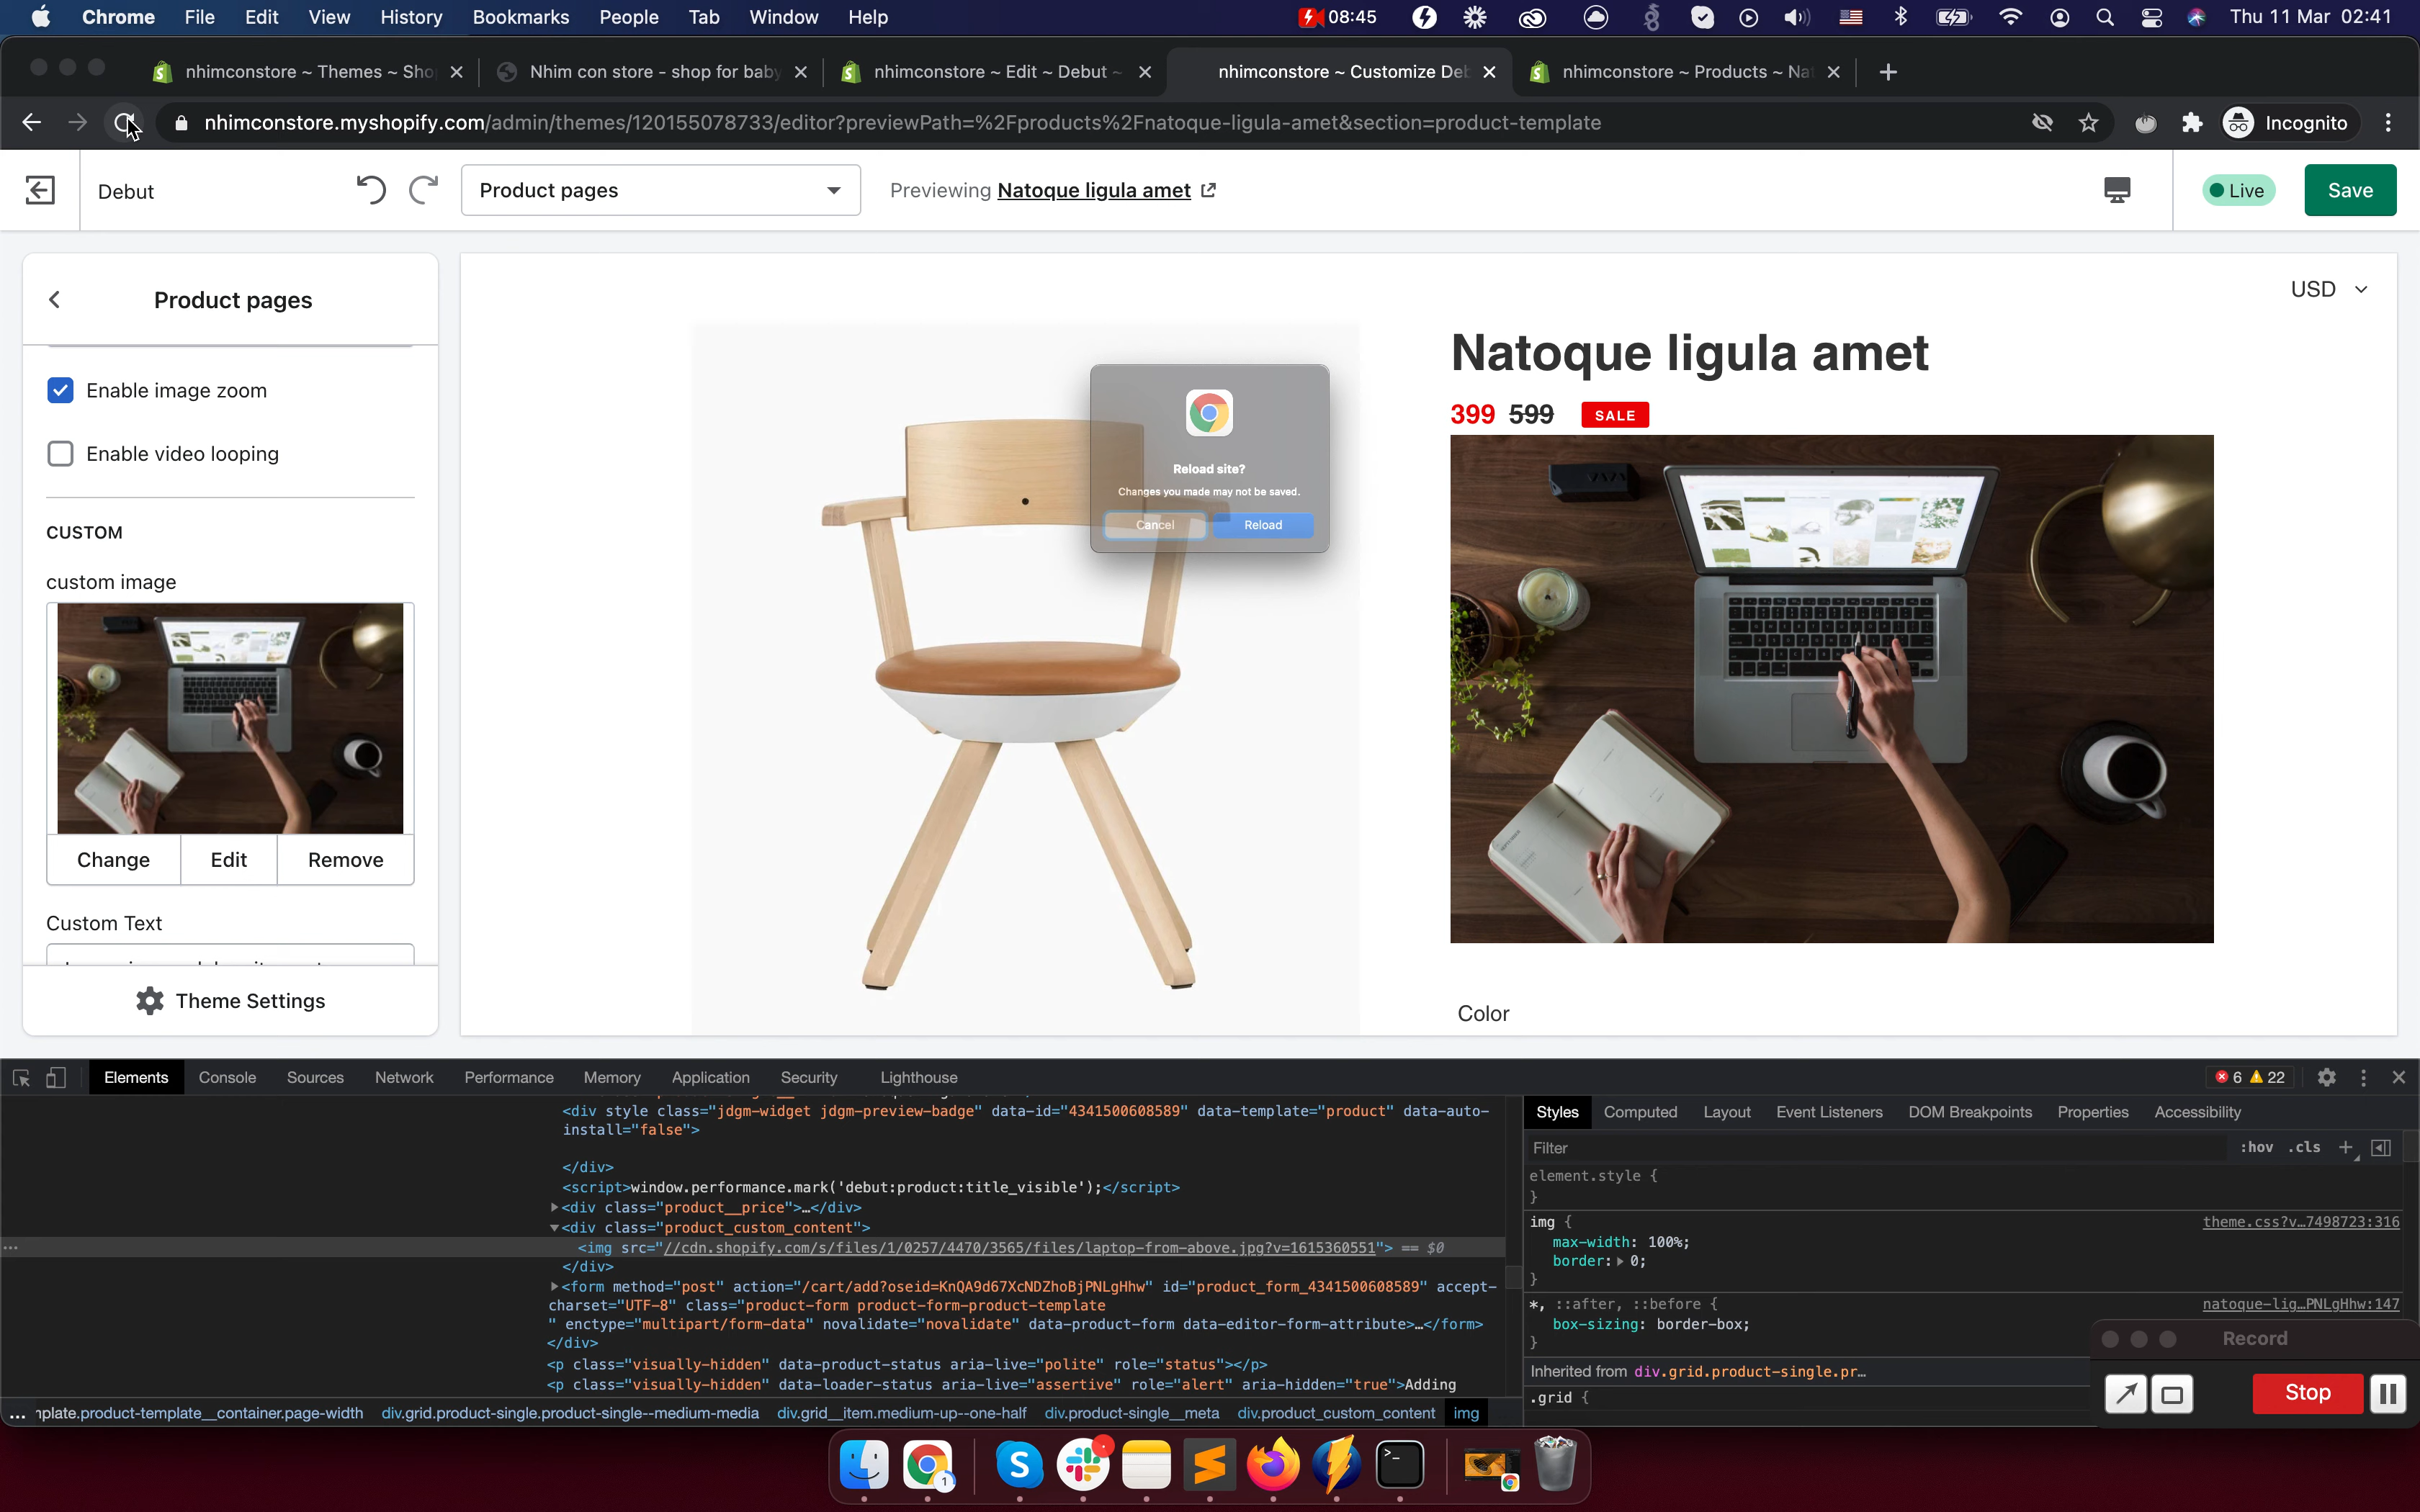 Chrome File Edit View History Bookmarks People Tab Window Help
08:45
Thu 11 Mar 02:41
nhimconstore ~ Themes ~ Sho
Nhim con store - shop for baby
nhimconstore ~ Edit ~ Debut ~
nhimconstore ~ Customize Deb
nhimconstore ~ Products ~ Nat
nhimconstore.myshopify.com/admin/themes/120155078733/editor?previewPath=%2Fproducts%2Fnatoque-ligula-amet&section=product-template
Incognito
Debut
Product pages
Previewing Natoque ligula amet
Live
Save
Product pages
Enable image zoom
Enable video looping
CUSTOM
custom image
Change Edit Remove
Custom Text
Theme Settings
USD
Natoque ligula amet
399 599 SALE
Color
Reload site?
Changes you made may not be saved.
Cancel Reload
Elements Console Sources Network Performance Memory Application Security Lighthouse
6 22
<div style class="jdgm-widget jdgm-preview-badge" data-id="4341500608589" data-template="product" data-auto-
install="false">
</div>
<script>window.performance.mark('debut:product:title_visible');</script>
<div class="product__price">…</div>
<div class="product_custom_content">
<img src="//cdn.shopify.com/s/files/1/0257/4470/3565/files/laptop-from-above.jpg?v=1615360551"> == $0
</div>
<form method="post" action="/cart/add?oseid=KnQA9d67XcNDZhoBjPNLgHhw" id="product_form_4341500608589" accept-
charset="UTF-8" class="product-form product-form-product-template
" enctype="multipart/form-data" novalidate="novalidate" data-product-form data-editor-form-attribute>…</form>
</div>
<p class="visually-hidden" data-product-status aria-live="polite" role="status"></p>
<p class="visually-hidden" data-loader-status aria-live="assertive" role="alert" aria-hidden="true">Adding
... nplate.product-template__container.page-width div.grid.product-single.product-single--medium-media div.grid__item.medium-up--one-half div.product-single__meta div.product_custom_content img
Styles Computed Layout Event Listeners DOM Breakpoints Properties Accessibility
Filter
:hov .cls +
element.style {
}
img {
theme.css?v…7498723:316
max-width: 100%;
border: 0;
}
*, ::after, ::before {
natoque-lig…PNLgHhw:147
box-sizing: border-box;
}
Inherited from div.grid.product-single.pr…
.grid {
Record
Stop
1